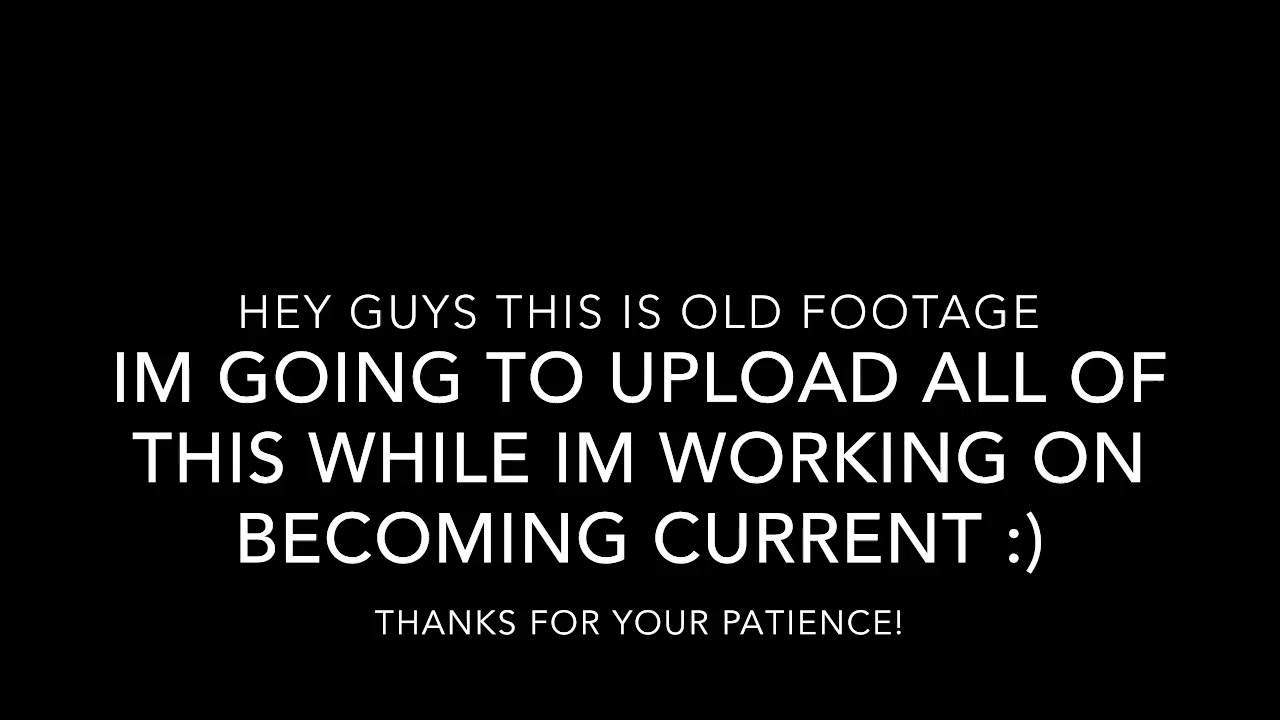 HEY GUYS THIS IS OLD FOOTAGE
IM GOING TO UPLOAD ALL OF
THIS WHILE IM WORKING ON
BECOMING CURRENT :)
THANKS FOR YOUR PATIENCE!